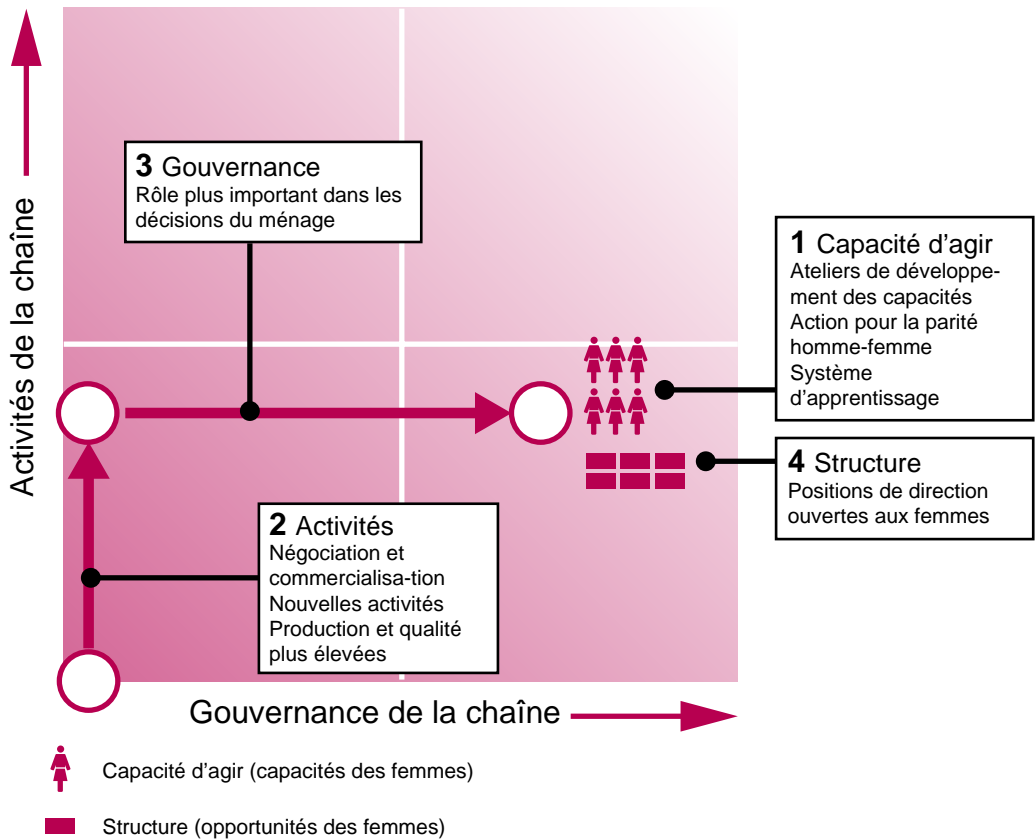 Activités de la chaîne
3 Gouvernance
Rôle plus important dans les
décisions du ménage
1 Capacité d'agir
Ateliers de développe-
ment des capacités
Action pour la parité
homme-femme
Système
d'apprentissage
4 Structure
Positions de direction
ouvertes aux femmes
2 Activités
Négociation et
commercialisa-tion
Nouvelles activités
Production et qualité
plus élevées
Gouvernance de la chaîne
Capacité d'agir (capacités des femmes)
Structure (opportunités des femmes)